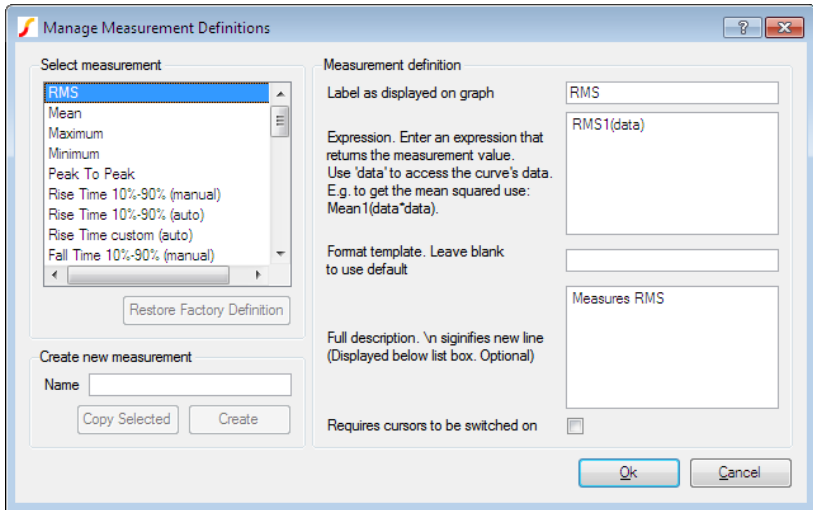 Manage Measurement Definitions
Select measurement
RMS
Mean
Maximum
Minimum
Peak To Peak
Rise Time 10%-90% (manual)
Rise Time 10%-90% (auto)
Rise Time custom (auto)
Fall Time 10%-90% (manual)
Restore Factory Definition
Create new measurement
Name
Copy Selected
Create
Measurement definition
Label as displayed on graph
RMS
Expression. Enter an expression that
returns the measurement value.
Use 'data' to access the curve's data.
E.g. to get the mean squared use:
Mean1(data*data).
RMS1(data)
Format template. Leave blank
to use default
Full description. \n siginifies new line
(Displayed below list box. Optional)
Measures RMS
Requires cursors to be switched on
Ok
Cancel